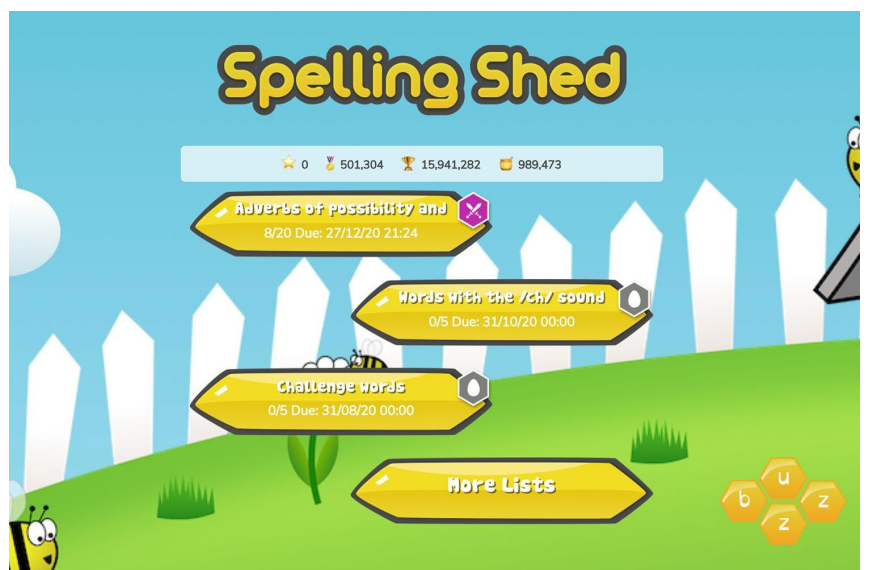 Spelling Shed
0 501,304 15,941,282 989,473
Adverbs of possibility and
8/20 Due: 27/12/20 21:24
Words with the /ch/ sound
0/5 Due: 31/10/20 00:00
Challenge words
0/5 Due: 31/08/20 00:00
More Lists
b u z z